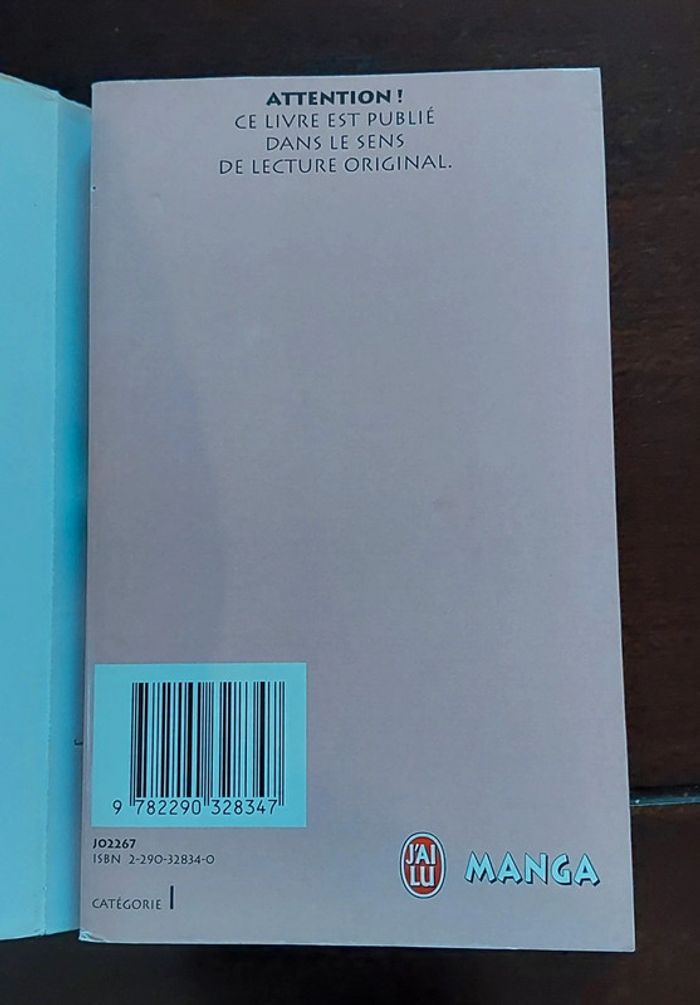 ATTENTION !
CE LIVRE EST PUBLIÉ
DANS LE SENS
DE LECTURE ORIGINAL.
9 782290 328347
J02267
ISBN 2-290-32834-0
CATÉGORIE I
J'AI
LU
MANGA